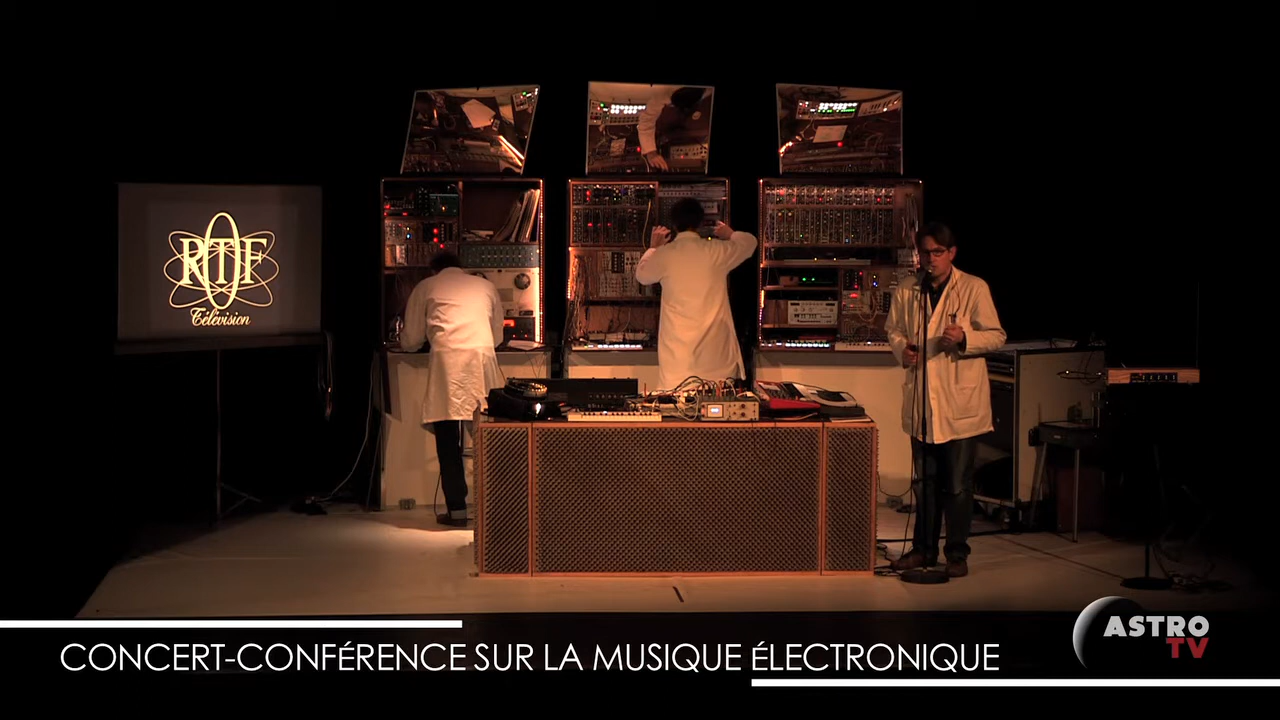 RTF
Télévision
CONCERT-CONFÉRENCE SUR LA MUSIQUE ÉLECTRONIQUE
ASTRO
TV